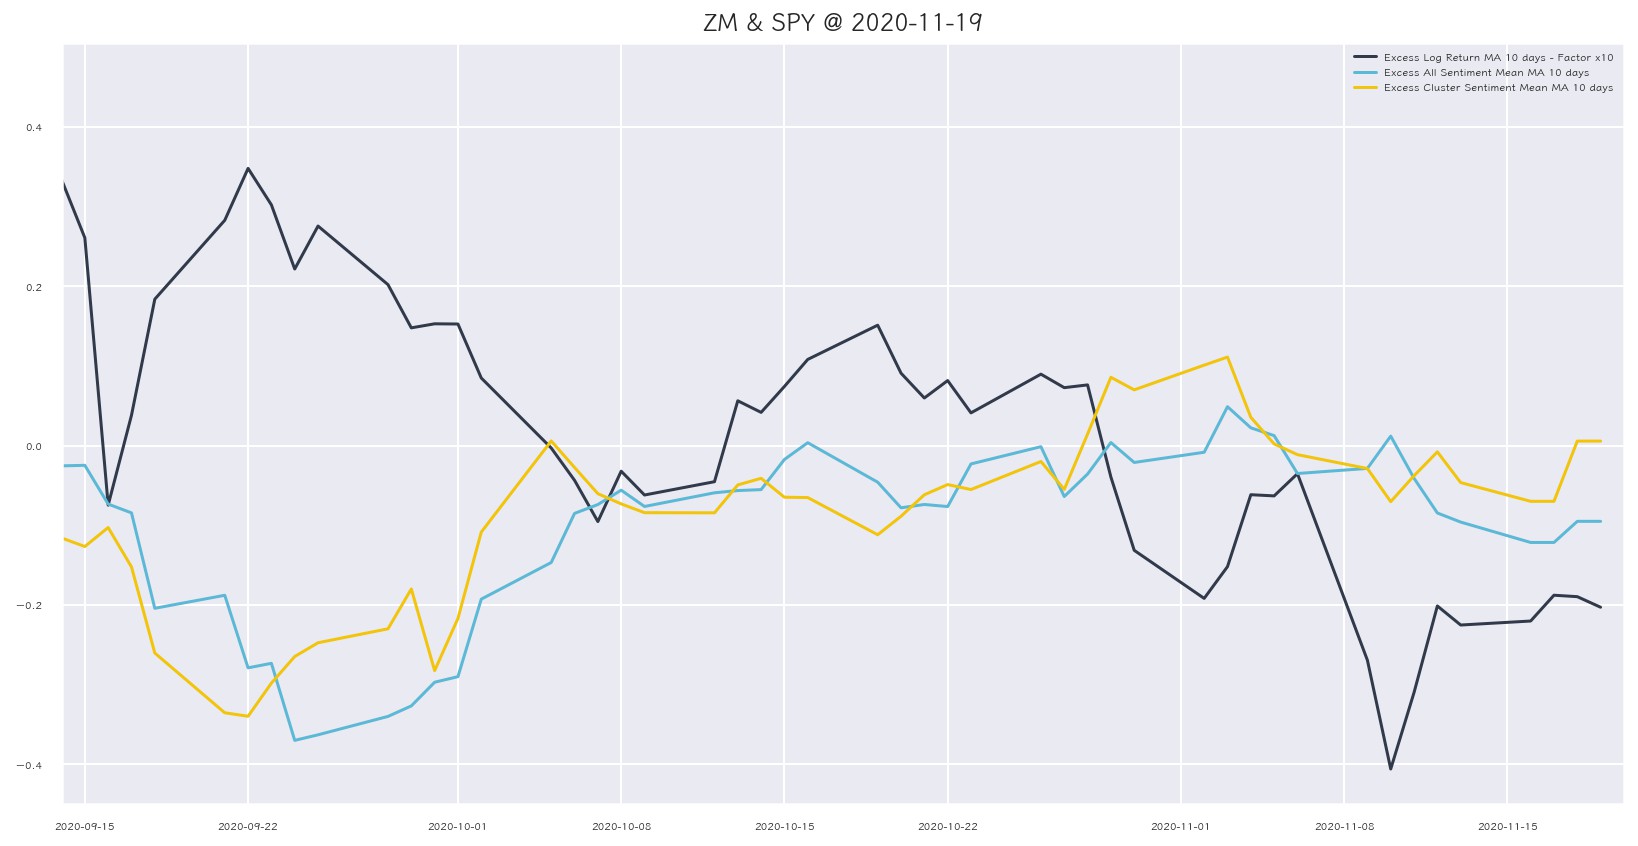 ZM & SPY @ 2020-11-19
Excess Log Return MA 10 days - Factor x10
Excess All Sentiment Mean MA 10 days
Excess Cluster Sentiment Mean MA 10 days
0.4
0.2
0.0
−0.2
−0.4
2020-09-15 2020-09-22 2020-10-01 2020-10-08 2020-10-15 2020-10-22 2020-11-01 2020-11-08 2020-11-15